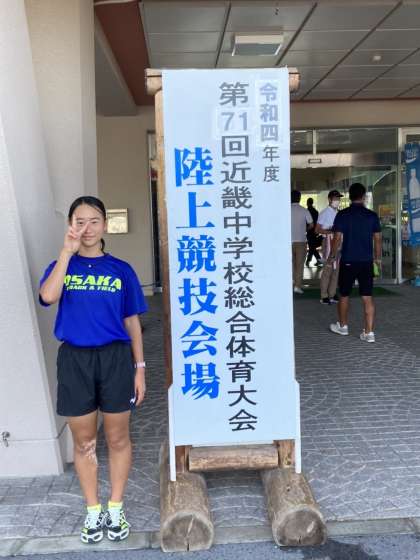 令和四年度
第71回近畿中学校総合体育大会
陸上競技会場
OSAKA
TRACK & FIELD